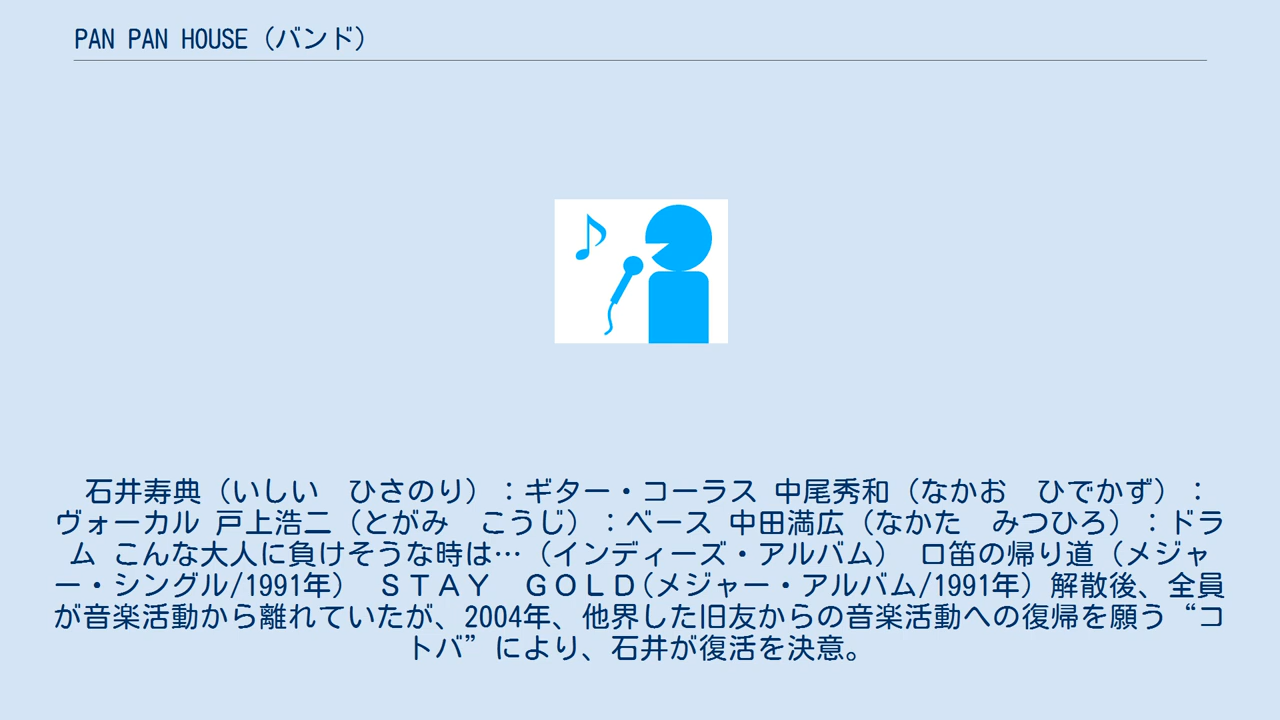 PAN PAN HOUSE（バンド）
石井寿典（いしい　ひさのり）：ギター・コーラス 中尾秀和（なかお　ひでかず）：
ヴォーカル 戸上浩二（とがみ　こうじ）：ベース 中田満広（なかた　みつひろ）：ドラ
ム こんな大人に負けそうな時は…（インディーズ・アルバム）　口笛の帰り道（メジャ
ー・シングル/1991年）　ＳＴＡＹ　ＧＯＬＤ(メジャー・アルバム/1991年）解散後、全員
が音楽活動から離れていたが、2004年、他界した旧友からの音楽活動への復帰を願う“コ
トバ”により、石井が復活を決意。